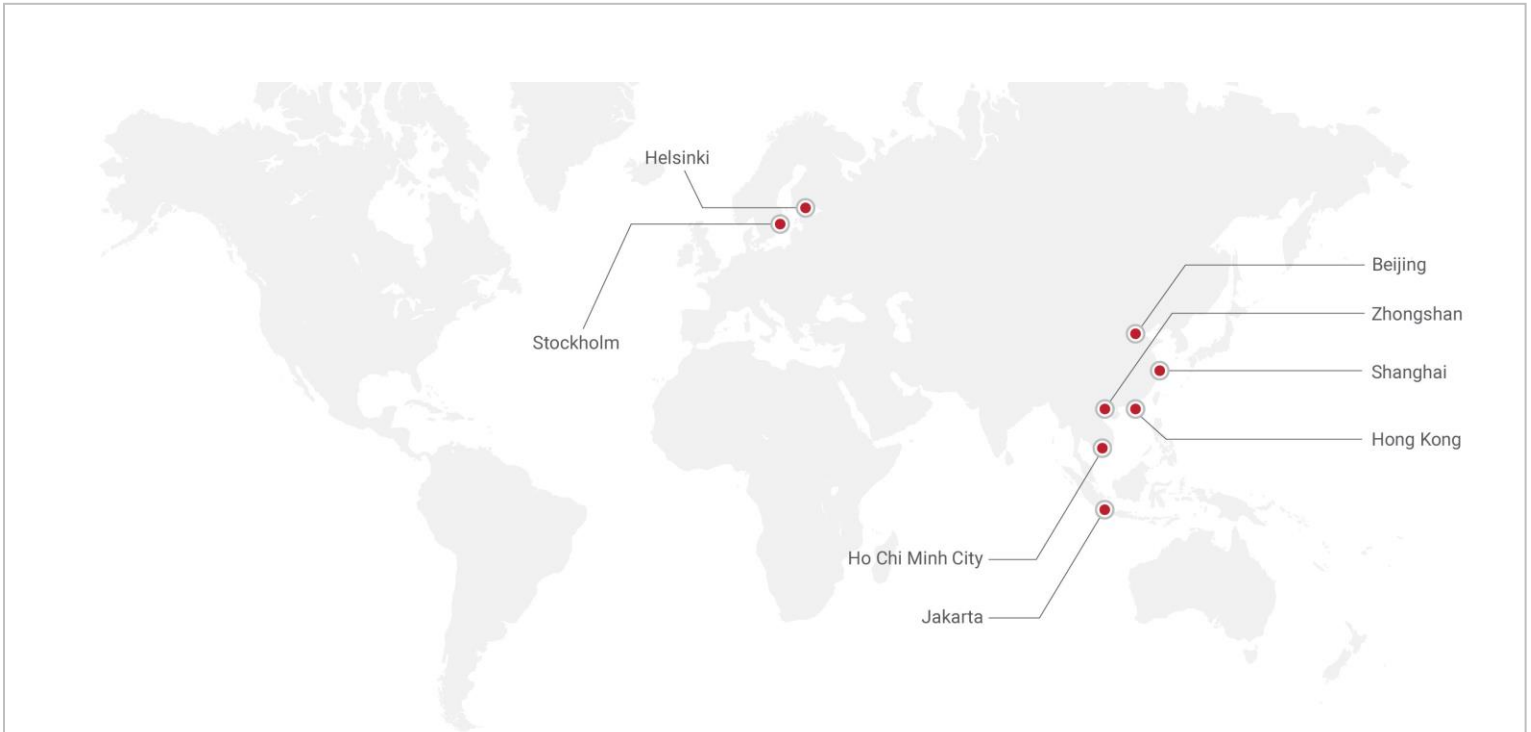 Helsinki
Beijing
Zhongshan
Stockholm
Shanghai
Hong Kong
Ho Chi Minh City
Jakarta